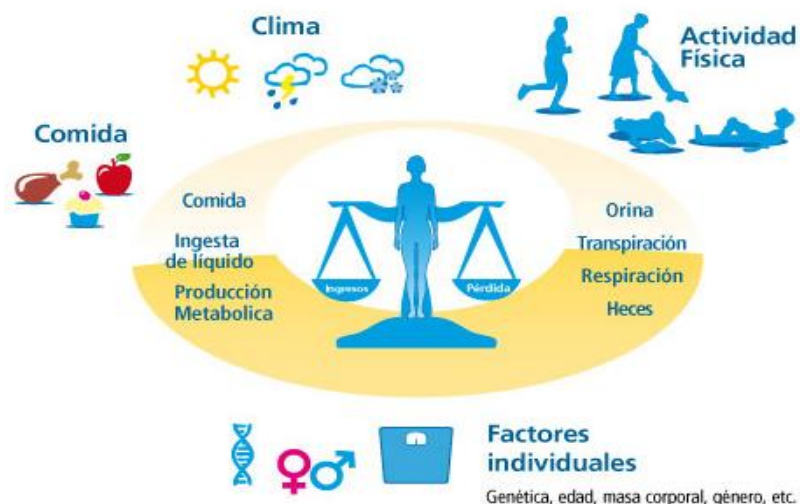 Clima
Actividad
Física
Comida
Comida
Ingesta
de líquido
Producción
Metabolica
Ingresos
Pérdida
Orina
Transpiración
Respiración
Heces
Factores
individuales
Genética, edad, masa corporal, género, etc.